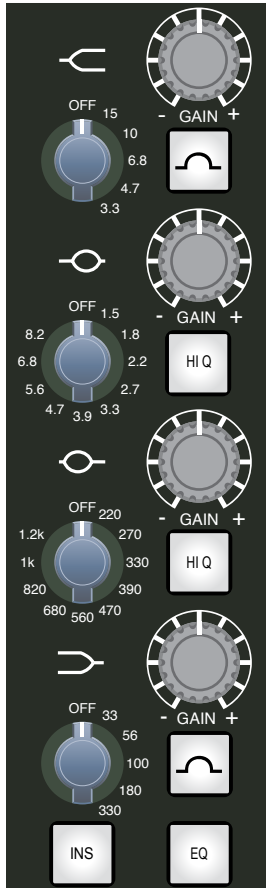 OFF 15
10
6.8
4.7
3.3
- GAIN +
OFF 1.5
8.2 1.8
6.8 2.2
5.6 2.7
4.7 3.9 3.3
- GAIN +
HI Q
OFF 220
1.2k 270
1k 330
820 390
680 560 470
- GAIN +
HI Q
OFF 33
56
100
180
330
- GAIN +
INS EQ